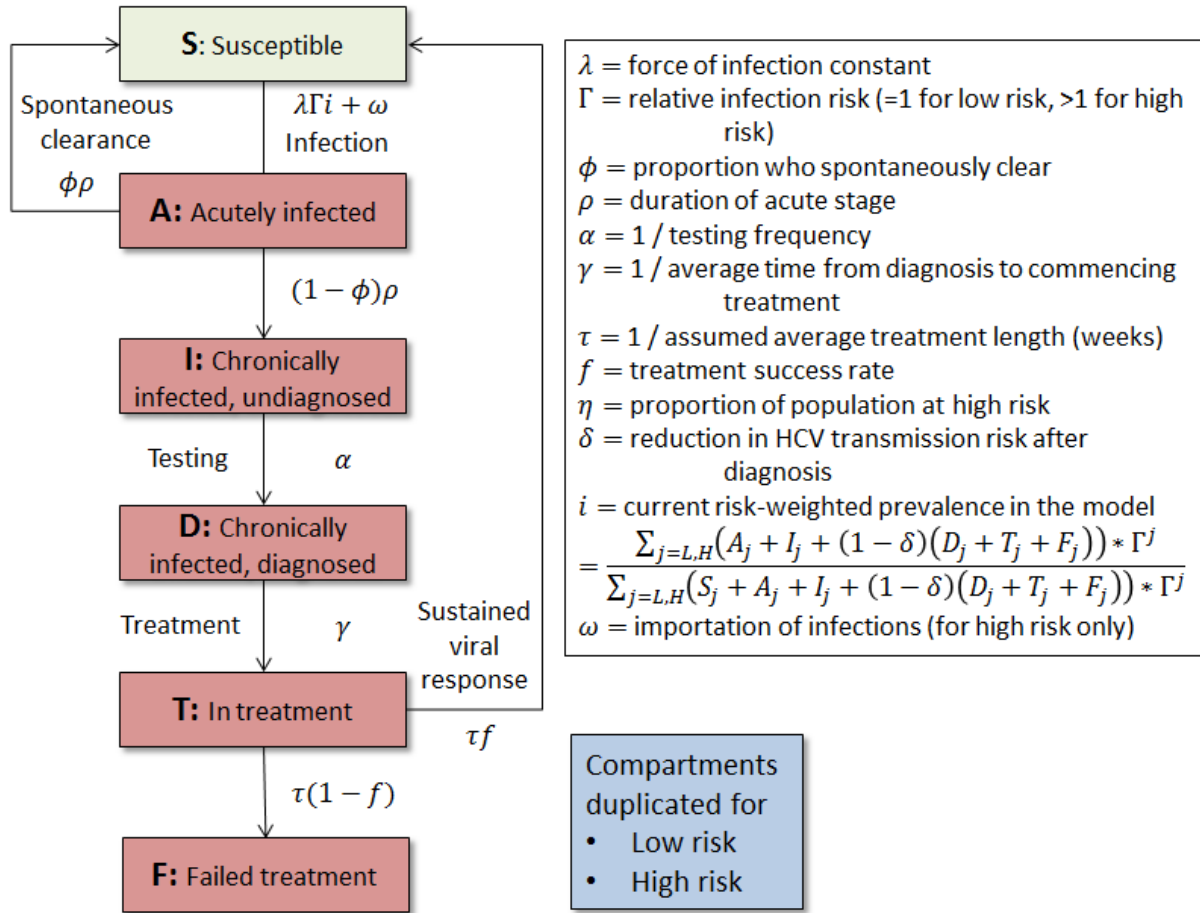 S: Susceptible
Spontaneous
clearance
ϕρ
λΓi + ω
Infection
A: Acutely infected
(1 − ϕ)ρ
I: Chronically
infected, undiagnosed
Testing
α
D: Chronically
infected, diagnosed
Treatment
γ
Sustained
viral
response
T: In treatment
τf
τ(1 − f)
F: Failed treatment
λ = force of infection constant
Γ = relative infection risk (=1 for low risk, >1 for high
risk)
ϕ = proportion who spontaneously clear
ρ = duration of acute stage
α = 1 / testing frequency
γ = 1 / average time from diagnosis to commencing
treatment
τ = 1 / assumed average treatment length (weeks)
f = treatment success rate
η = proportion of population at high risk
δ = reduction in HCV transmission risk after
diagnosis
i = current risk-weighted prevalence in the model
∑j=L,H(Aj + Ij + (1 − δ)(Dj + Tj + Fj)) ∗ Γ^j
=
∑j=L,H(Sj + Aj + Ij + (1 − δ)(Dj + Tj + Fj)) ∗ Γ^j
ω = importation of infections (for high risk only)
Compartments
duplicated for
• Low risk
• High risk